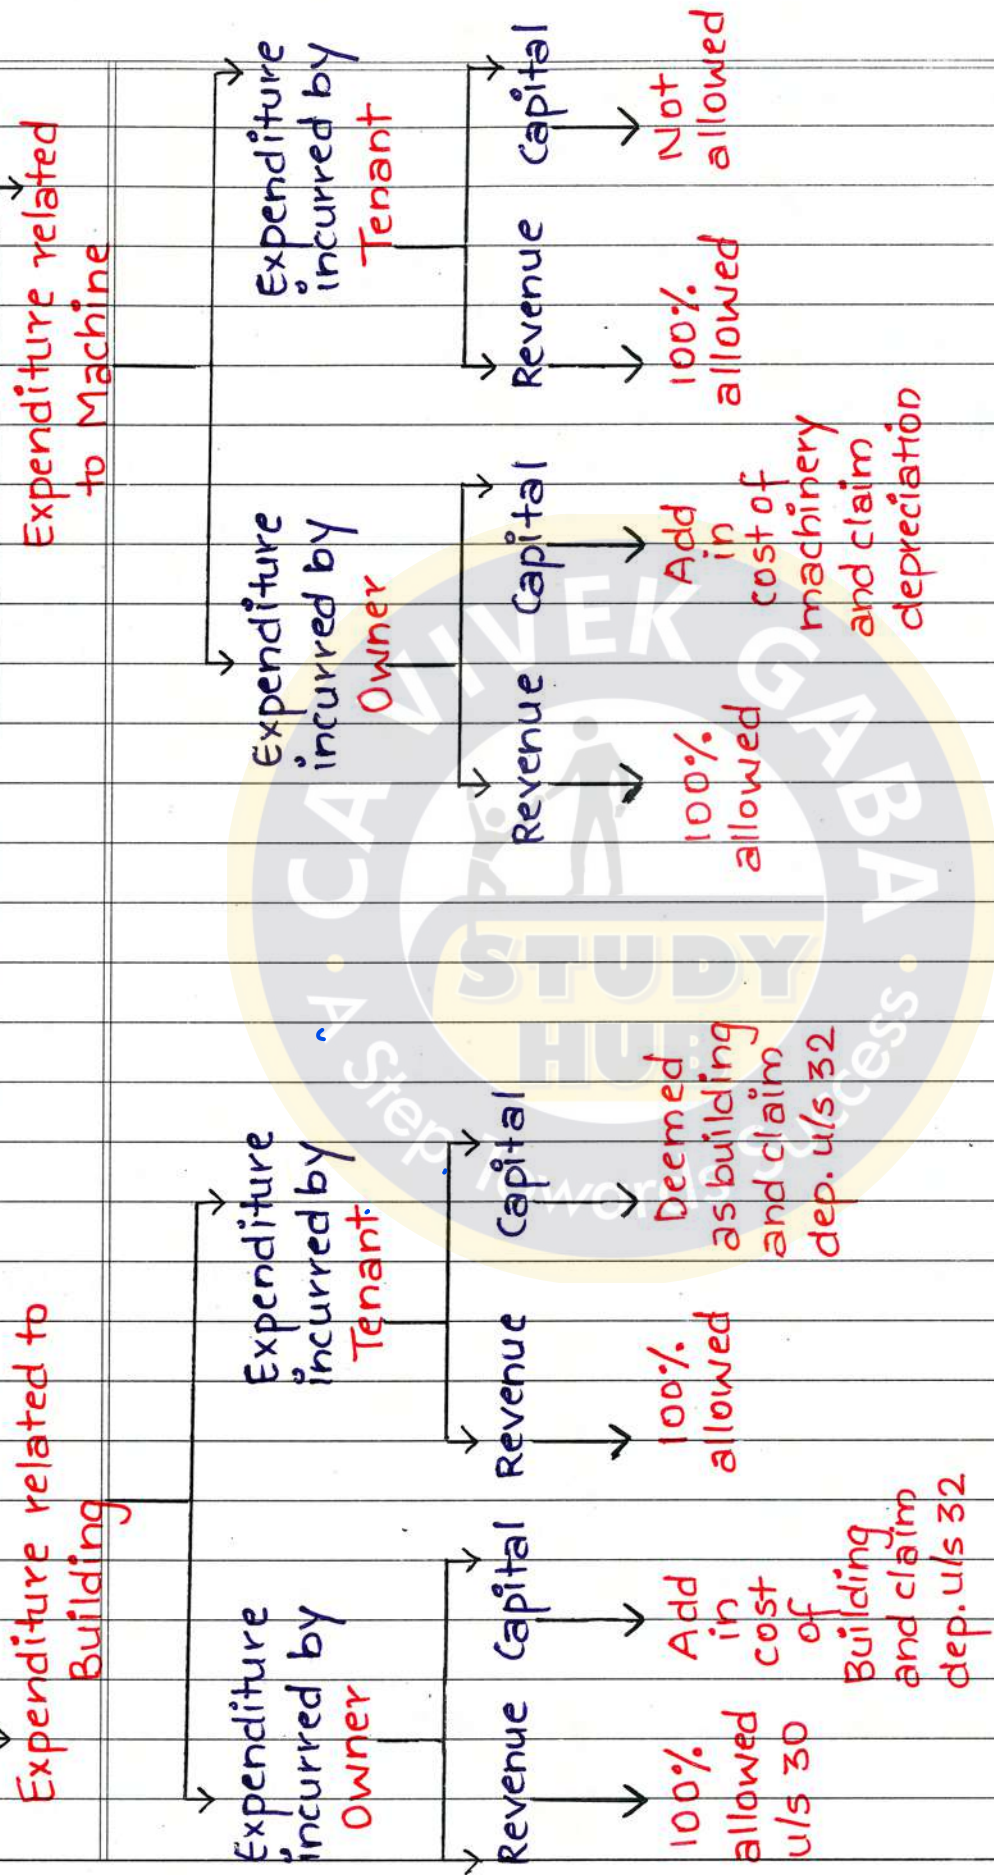 Expenditure related to
Building
Expenditure
incurred by
Owner
Revenue
100%
allowed
u/s 30
Capital
Add
in
cost
of
Building
and claim
dep. u/s 32
Expenditure
incurred by
Tenant
Revenue
100%
allowed
Capital
Deemed
as building
and claim
dep. u/s 32
Expenditure related
to Machine
Expenditure
incurred by
Owner
Revenue
100%
allowed
Capital
Add
in
cost of
machinery
and claim
depreciation
Expenditure
incurred by
Tenant
Revenue
100%
allowed
Capital
Not
allowed
CA VIVEK GABA
STUDY
HUB
A Step Towards Success